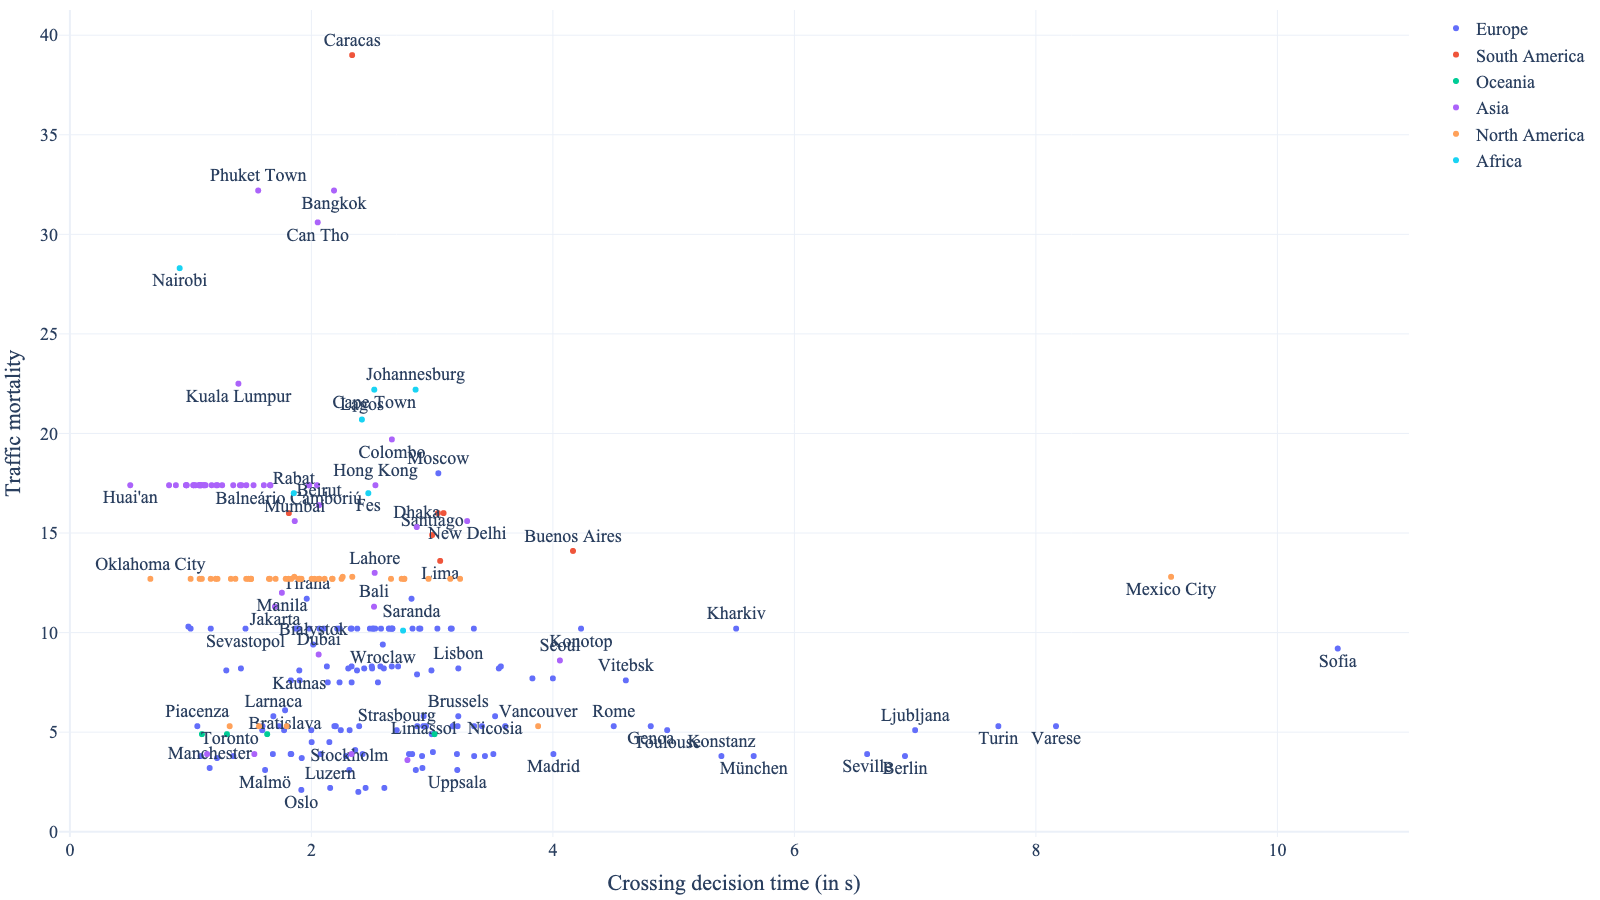 40
35
30
25
20
15
10
5
0
Traffic mortality
0
2
4
6
8
10
Crossing decision time (in s)
Caracas
Phuket Town
Bangkok
Can Tho
Nairobi
Johannesburg
Kuala Lumpur
Cape Town
Lagos
Colombo
Moscow
Hong Kong
Rabat
Beirut
Huai'an
Balneário Camboriú
Mumbai
Fes
Dhaka
Santiago
New Delhi
Buenos Aires
Oklahoma City
Lahore
Lima
Tirana
Bali
Mexico City
Manila
Saranda
Jakarta
Kharkiv
Bialystok
Sevastopol
Dubai
Konotop
Seoul
Wroclaw
Lisbon
Vitebsk
Sofia
Kaunas
Larnaca
Brussels
Piacenza
Strasbourg
Vancouver
Rome
Ljubljana
Bratislava
Limassol
Nicosia
Toronto
Genoa
Toulouse
Konstanz
Turin
Varese
Manchester
Stockholm
Madrid
München
Seville
Berlin
Luzern
Malmö
Uppsala
Oslo
Europe
South America
Oceania
Asia
North America
Africa